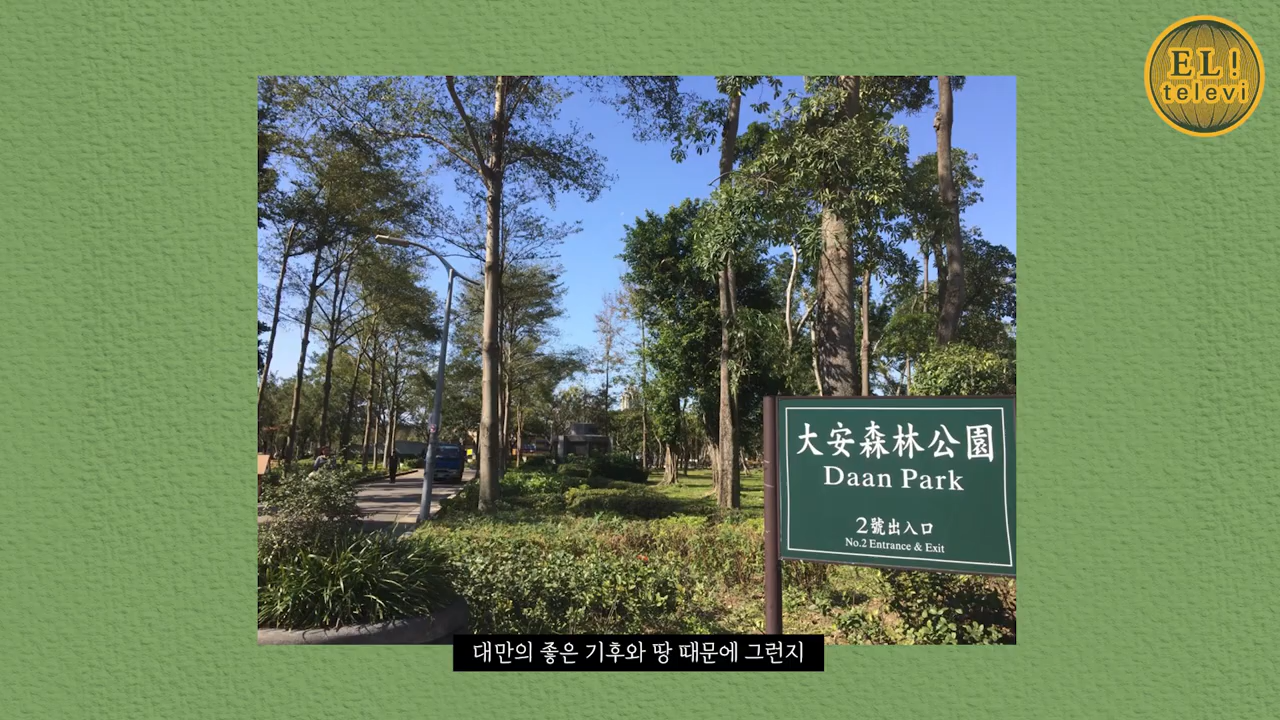 EL!
televi
大安森林公園
Daan Park
2號出入口
No.2 Entrance & Exit
대만의 좋은 기후와 땅 때문에 그런지